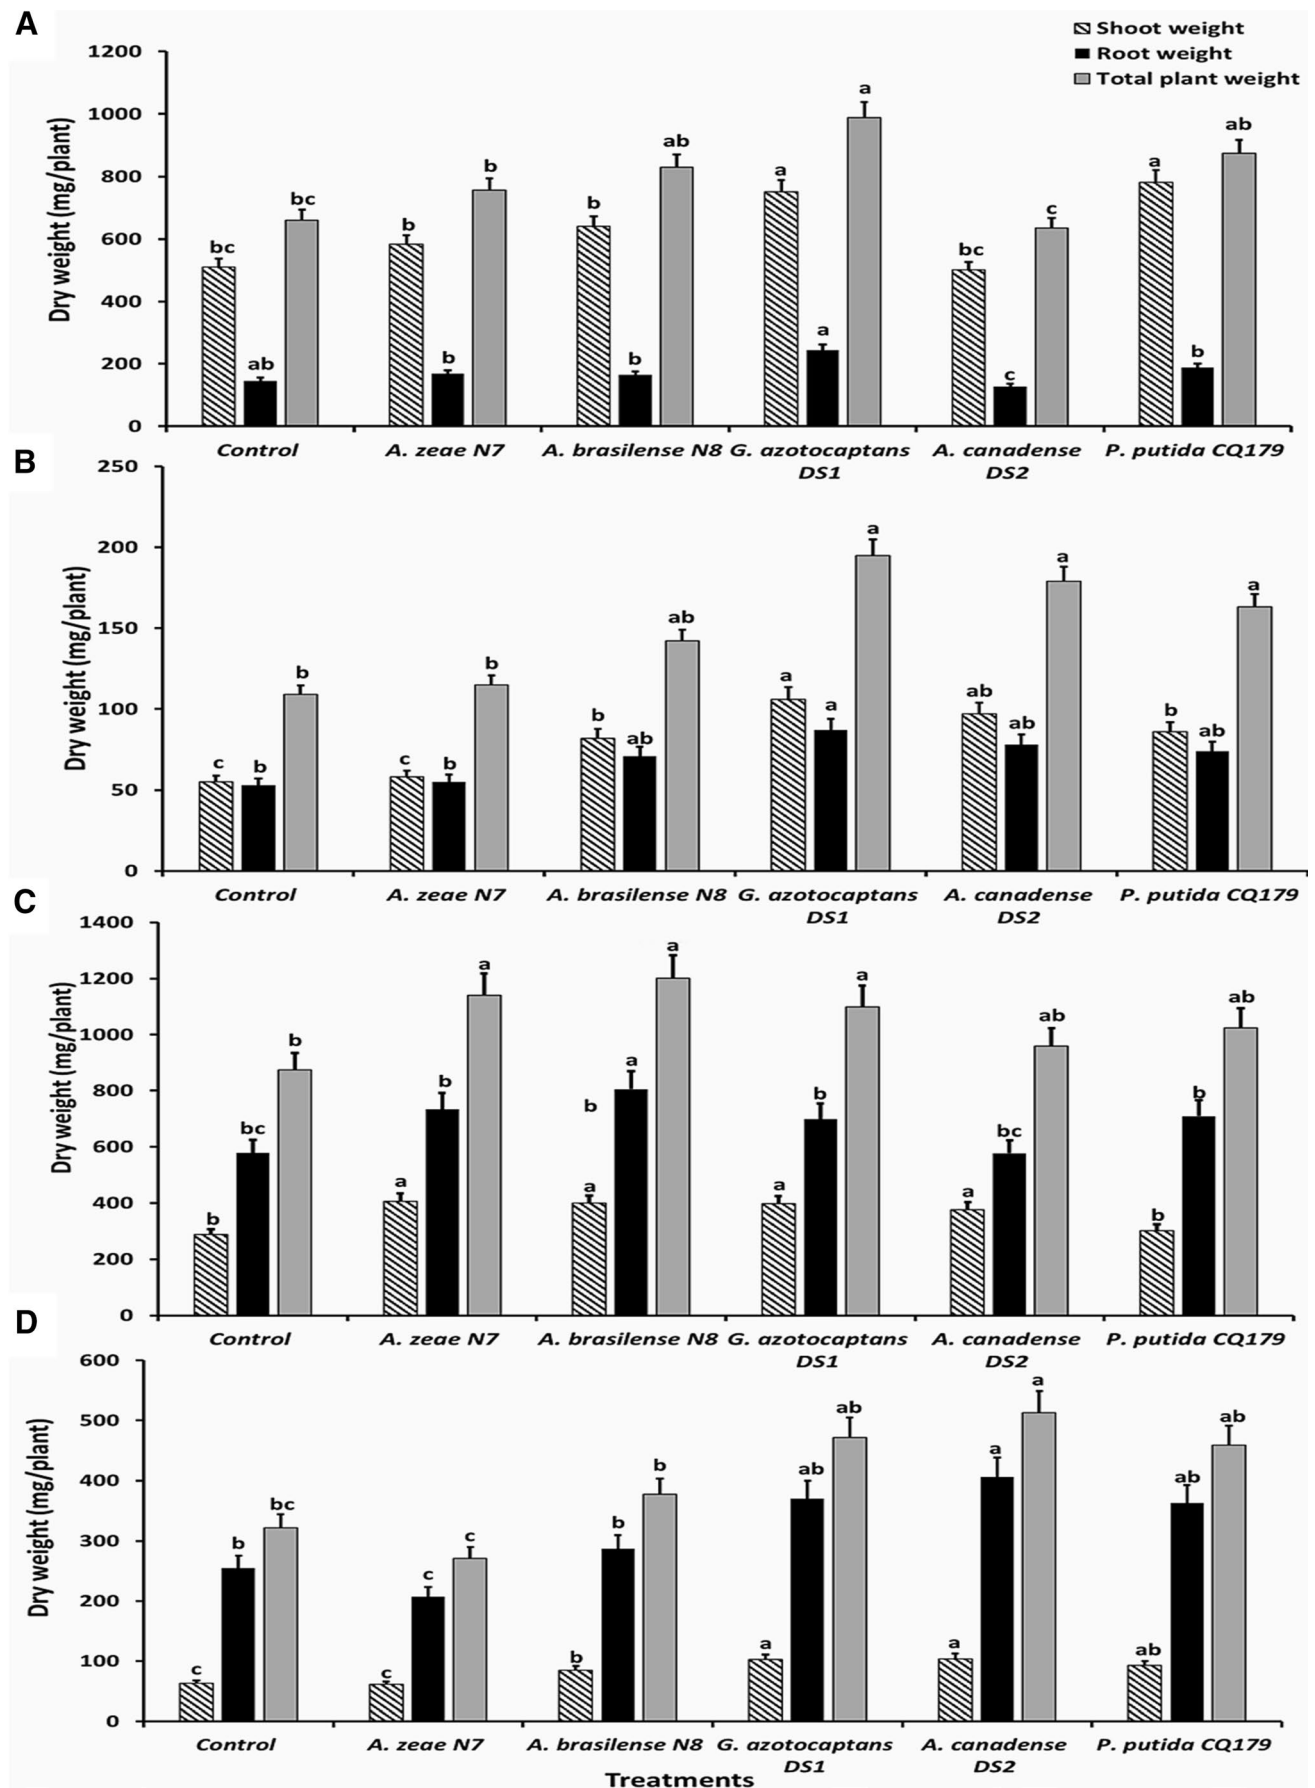 A
Shoot weight
Root weight
Total plant weight
Dry weight (mg/plant)
1200
1000
800
600
400
200
0
bc ab bc
b b b
b b ab
a a a
bc c c
a b ab
Control A. zeae N7 A. brasilense N8 G. azotocaptans A. canadense P. putida CQ179
DS1 DS2
B
Dry weight (mg/plant)
250
200
150
100
50
0
c b b
c b b
b ab ab
a a a
ab ab a
b ab a
Control A. zeae N7 A. brasilense N8 G. azotocaptans A. canadense P. putida CQ179
DS1 DS2
C
Dry weight (mg/plant)
1400
1200
1000
800
600
400
200
0
b bc b
a b a
a b a a
a b a
a bc ab
b b ab
Control A. zeae N7 A. brasilense N8 G. azotocaptans A. canadense P. putida CQ179
DS1 DS2
D
Dry weight (mg/plant)
600
500
400
300
200
100
0
c b bc
c c c
b b b
a ab ab
a a a
ab ab ab
Control A. zeae N7 A. brasilense N8 G. azotocaptans A. canadense P. putida CQ179
DS1 DS2
Treatments